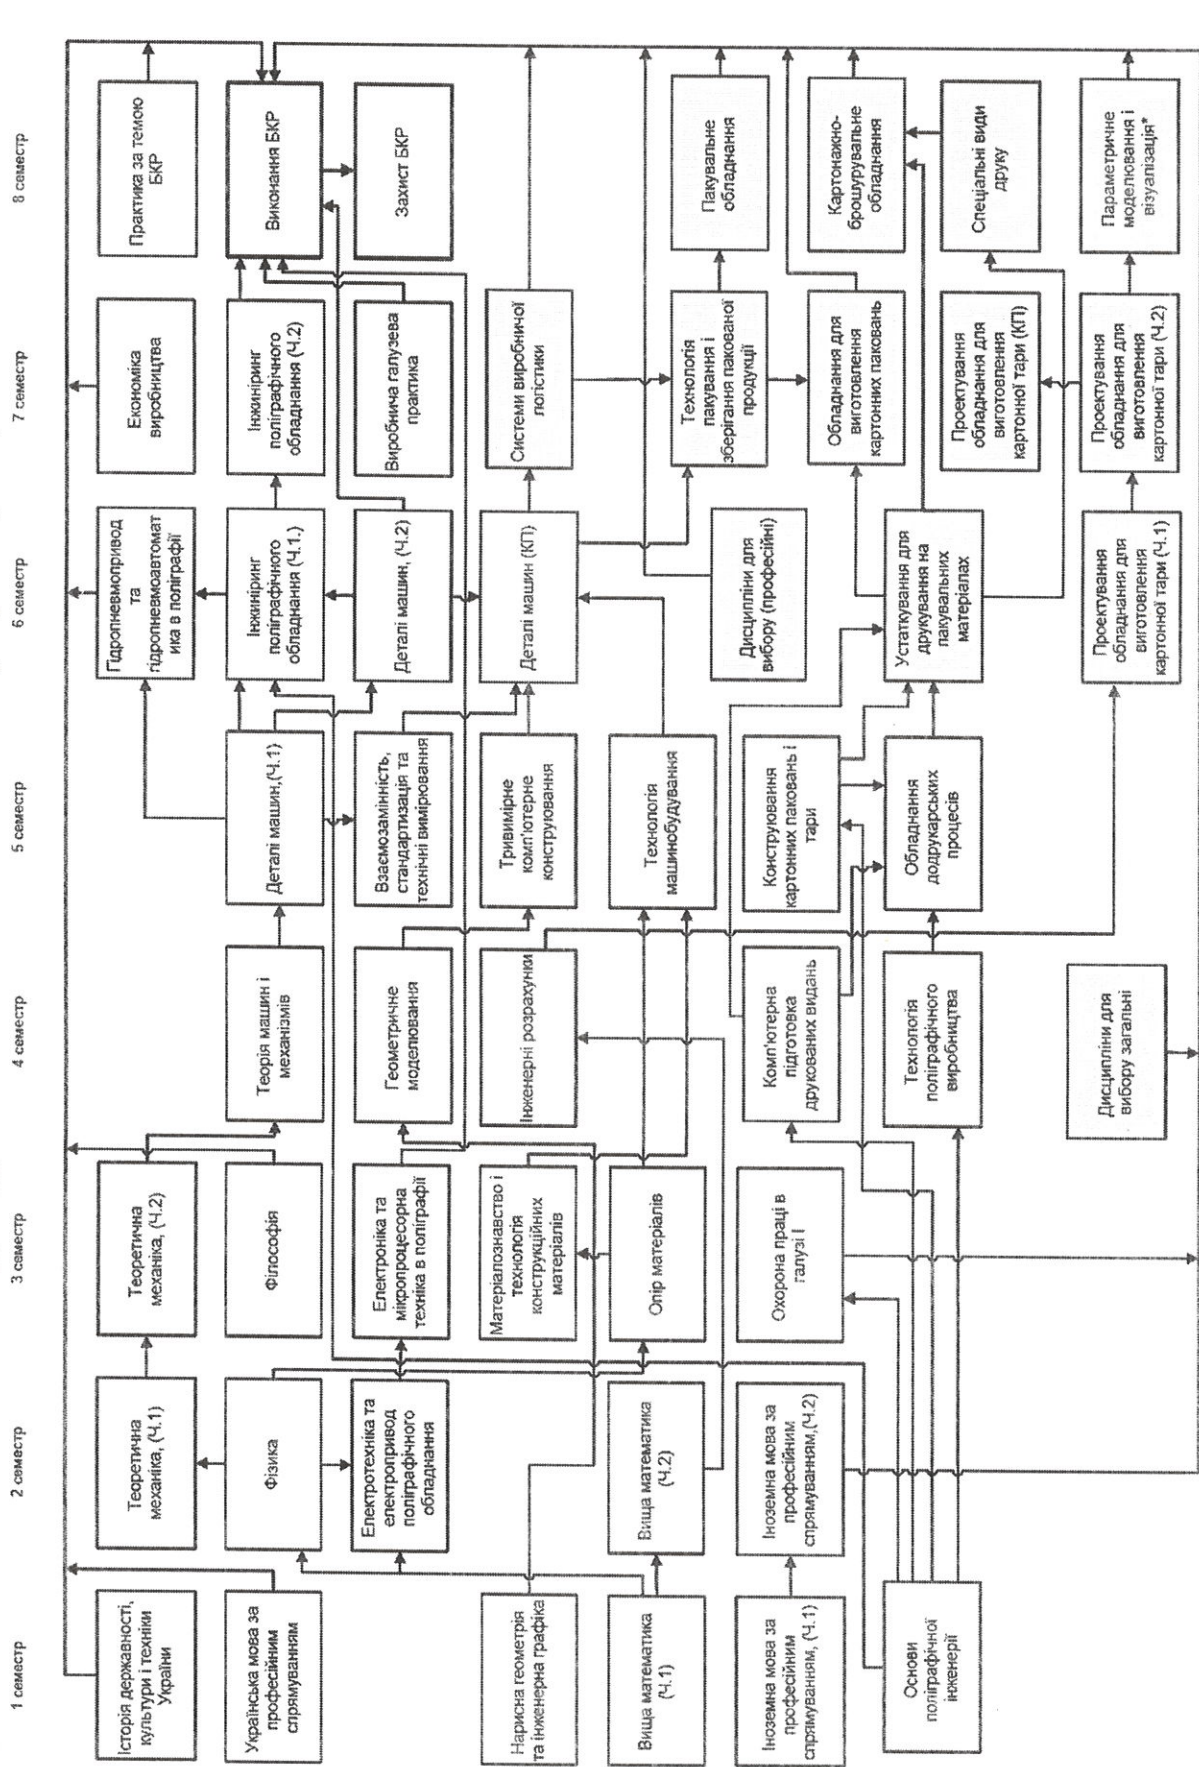 1 семестр
2 семестр
3 семестр
4 семестр
5 семестр
6 семестр
7 семестр
8 семестр
Історія державності,
культури і техніки
України
Українська мова за
професійним
спрямуванням
Нарисна геометрія
та інженерна графіка
Вища математика
(Ч.1)
Іноземна мова за
професійним
спрямуванням, (Ч.1)
Основи
поліграфічної
інженерії
Теоретична
механіка, (Ч.1)
Фізика
Електротехніка та
електропривод
поліграфічного
обладнання
Вища математика
(Ч.2)
Іноземна мова за
професійним
спрямуванням,(Ч.2)
Теоретична
механіка, (Ч.2)
Філософія
Електроніка та
мікропроцесорна
техніка в поліграфії
Матеріалознавство і
технологія
конструкційних
матеріалів
Опір матеріалів
Охорона праці в
галузі І
Теорія машин і
механізмів
Геометричне
моделювання
Інженерні розрахунки
Комп'ютерна
підготовка
друкованих видань
Технологія
поліграфічного
виробництва
Дисципліни для
вибору загальні
Деталі машин,(Ч.1)
Взаємозамінність,
стандартизація та
технічні вимірювання
Тривимірне
комп'ютерне
конструювання
Технологія
машинобудування
Конструювання
картонних паковань і
тари
Обладнання
додрукарських
процесів
Гідропневмопривод
та
гідропневмоавтомат
ика в поліграфії
Інжиніринг
поліграфічного
обладнання (Ч.1.)
Деталі машин, (Ч.2)
Деталі машин (КП)
Дисципліни для
вибору (професійні)
Устаткування для
друкування на
пакувальних
матеріалах
Проектування
обладнання для
виготовлення
картонної тари (Ч.1)
Економіка
виробництва
Інжиніринг
поліграфічного
обладнання (Ч.2)
Виробнича галузева
практика
Системи виробничої
логістики
Технологія
пакування і
зберігання пакованої
продукції
Обладнання для
виготовлення
картонних паковань
Проектування
обладнання для
виготовлення
картонної тари (КП)
Проектування
обладнання для
виготовлення
картонної тари (Ч.2)
Практика за темою
БКР
Виконання БКР
Захист БКР
Пакувальне
обладнання
Картонажно-
брошурувальне
обладнання
Спеціальні види
друку
Параметричне
моделювання і
візуалізація*